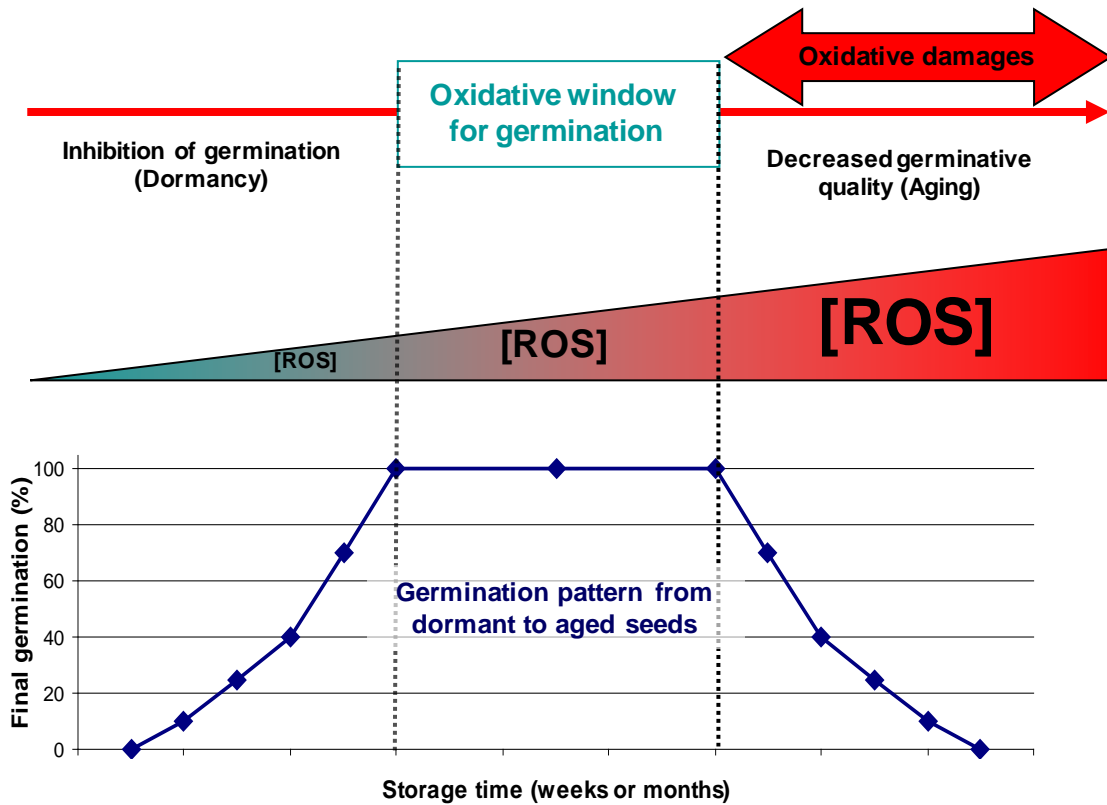 Oxidative damages
Oxidative window
for germination
Inhibition of germination
(Dormancy)
Decreased germinative
quality (Aging)
[ROS]
[ROS]
[ROS]
Final germination (%)
100
80
60
40
20
0
Germination pattern from
dormant to aged seeds
Storage time (weeks or months)